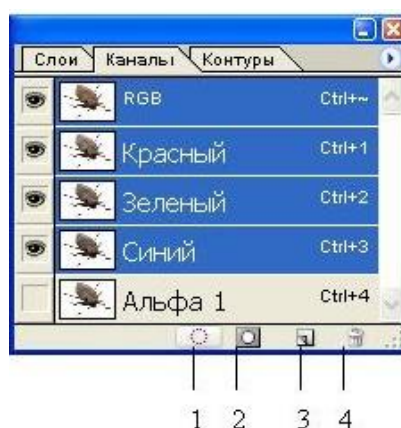 Слои Каналы Контуры
RGB Ctrl+~
Красный Ctrl+1
Зеленый Ctrl+2
Синий Ctrl+3
Альфа 1 Ctrl+4
1 2 3 4